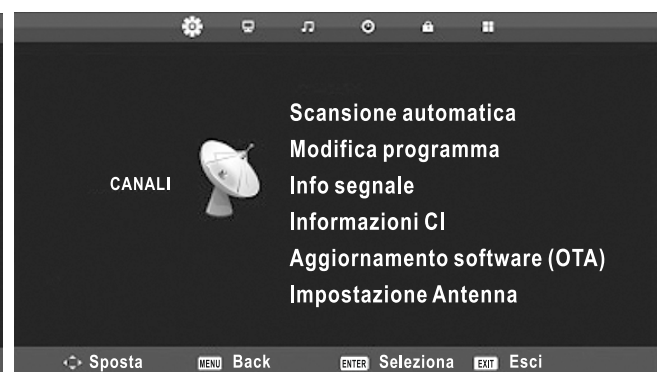 Scansione automatica
Modifica programma
CANALI Info segnale
Informazioni CI
Aggiornamento software (OTA)
Impostazione Antenna
Sposta MENU Back ENTER Seleziona EXIT Esci